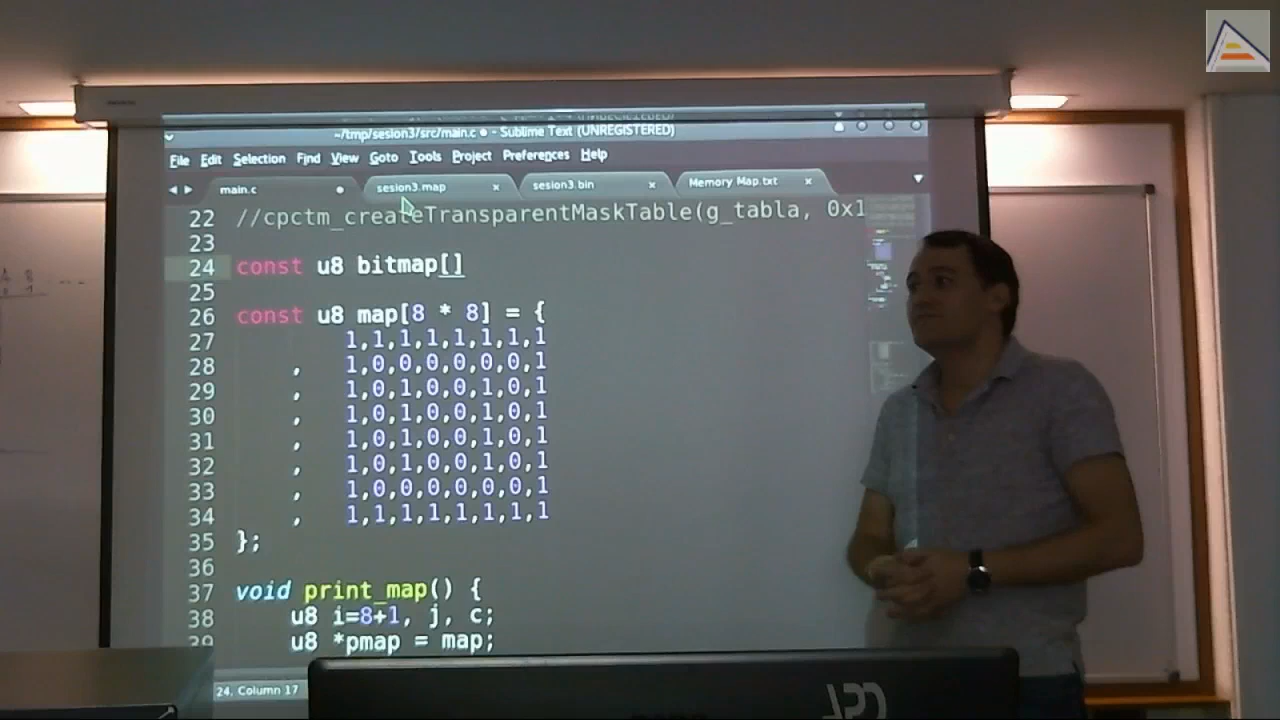 ~/tmp/sesion3/src/main.c ● - Sublime Text (UNREGISTERED)
File Edit Selection Find View Goto Tools Project Preferences Help
main.c ● sesion3.map × sesion3.bin × Memory Map.txt ×
22 //cpctm_createTransparentMaskTable(g_tabla, 0x1
23
24 const u8 bitmap[]
25
26 const u8 map[8 * 8] = {
27 1,1,1,1,1,1,1,1
28 , 1,0,0,0,0,0,0,1
29 , 1,0,1,0,0,1,0,1
30 , 1,0,1,0,0,1,0,1
31 , 1,0,1,0,0,1,0,1
32 , 1,0,1,0,0,1,0,1
33 , 1,0,0,0,0,0,0,1
34 , 1,1,1,1,1,1,1,1
35 };
36
37 void print_map() {
38 u8 i=8+1, j, c;
39 u8 *pmap = map;
24, Column 17